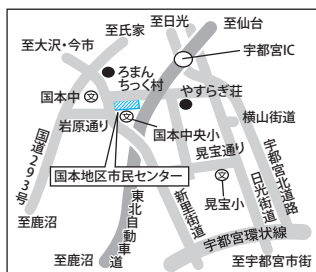 至氏家
至日光
至仙台
至大沢・今市
宇都宮IC
ろまん
ちっく村
やすらぎ荘
国本中
文
横山街道
岩原通り
文
国本中央小
国道293号
晃宝通り
国本地区市民センター
文
晃宝小
東北自動車道
新里街道
日光街道
宇都宮北道路
至鹿沼
至鹿沼
宇都宮環状線
至宇都宮市街